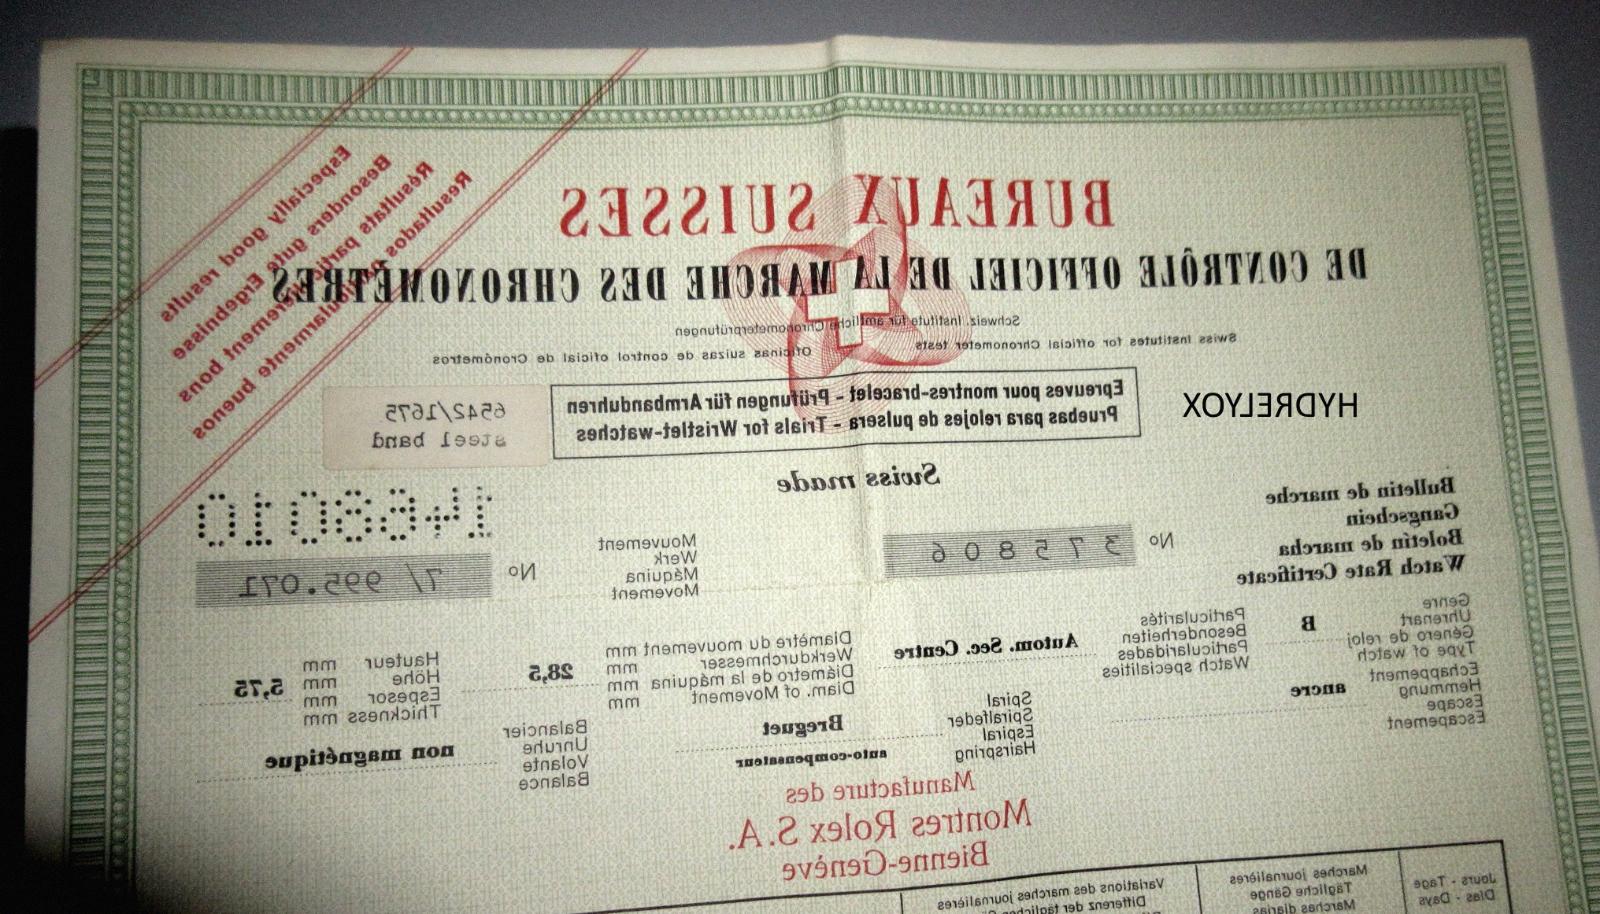 BUREAUX SUISSES
DE CONTRÔLE OFFICIEL DE LA MARCHE DES CHRONOMÈTRES
Schweiz. Institute für amtliche Chronometerprüfungen
Swiss Institutes for official Chronometer tests
Oficinas suizas de control oficial de Cronómetros
Especially good results
Besonders gute Ergebnisse
Résultats particulièrement bons
Resultados particularmente buenos
HYDRELYOX
Epreuves pour montres-bracelet - Prüfungen für Armbanduhren
Pruebas para relojes de pulsera - Trials for Wristlet-watches
6542/1675
steel band
Swiss made
1468010
Bulletin de marche
Gangschein
Boletín de marcha
Watch Rate Certificate
No 375806
Mouvement
Werk
Máquina
Movement
No 7/ 995.071
Genre
Uhrenart
Género de reloj
Type of watch
B
Particularités
Besonderheiten
Particularidades
Watch specialities
Autom. Sec. Centre
Diamètre du mouvement mm
Werkdurchmesser mm
Diámetro de la máquina mm
Diam. of Movement mm
28,5
Hauteur mm
Höhe mm
Espesor mm
Thickness mm
5,75
Echappement
Hemmung
Escape
Escapement
ancre
Spiral
Spiralfeder
Espiral
Hairspring
Breguet
auto-compensateur
Balancier
Unruhe
Volante
Balance
non magnétique
Manufacture des
Montres Rolex S.A.
Bienne-Genève
Jours - Tage
Días - Days
Marches journalières
Tägliche Gänge
Marchas diarias
Variations des marches journalières
Differenz der täglichen